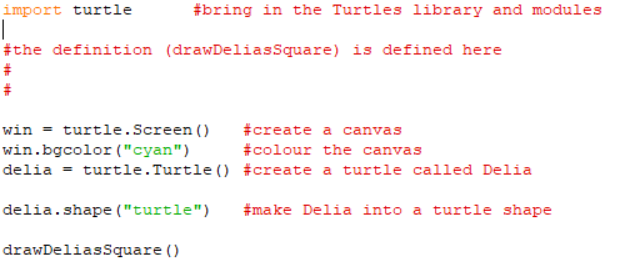 import turtle      #bring in the Turtles library and modules
#the definition (drawDeliasSquare) is defined here
#
#
win = turtle.Screen()   #create a canvas
win.bgcolor("cyan")     #colour the canvas
delia = turtle.Turtle() #create a turtle called Delia
delia.shape("turtle")   #make Delia into a turtle shape
drawDeliasSquare()